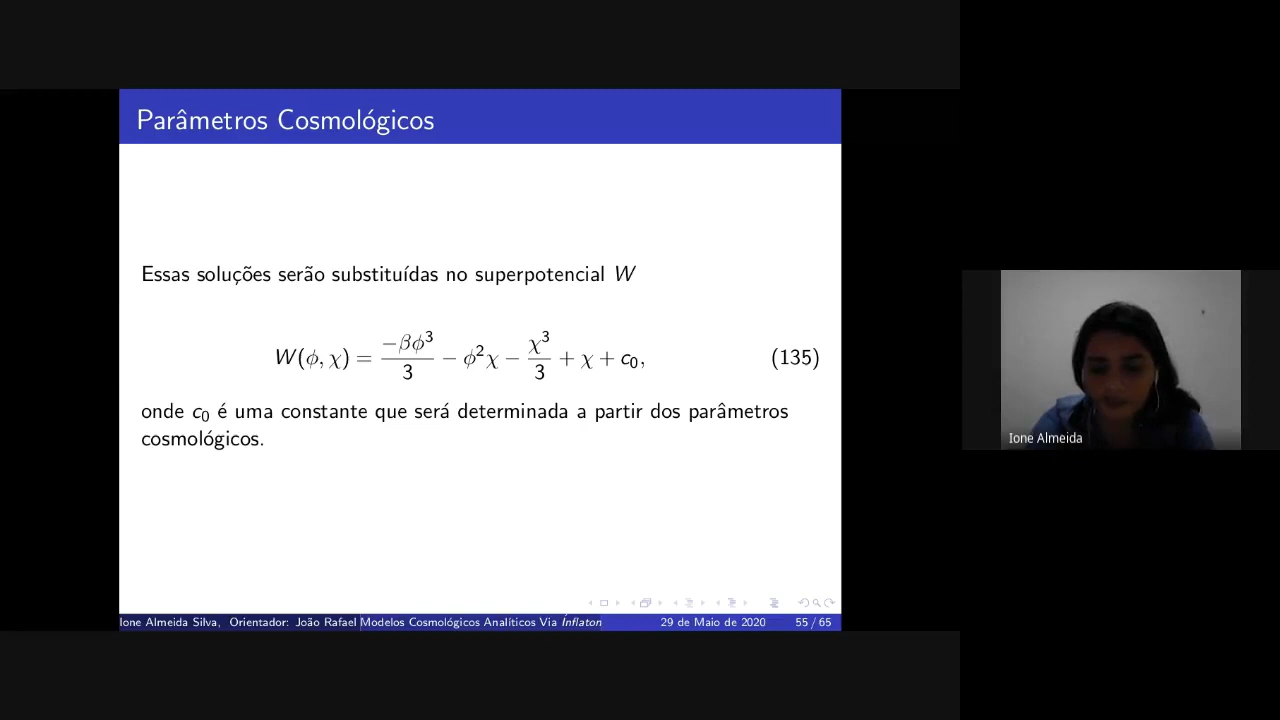 Parâmetros Cosmológicos
Essas soluções serão substituídas no superpotencial W
W(ϕ, χ) = −βϕ³/3 − ϕ²χ − χ³/3 + χ + c₀, (135)
onde c₀ é uma constante que será determinada a partir dos parâmetros
cosmológicos.
Ione Almeida Silva, Orientador: João Rafael Modelos Cosmológicos Analíticos Via Ínflaton 29 de Maio de 2020 55 / 65
Ione Almeida